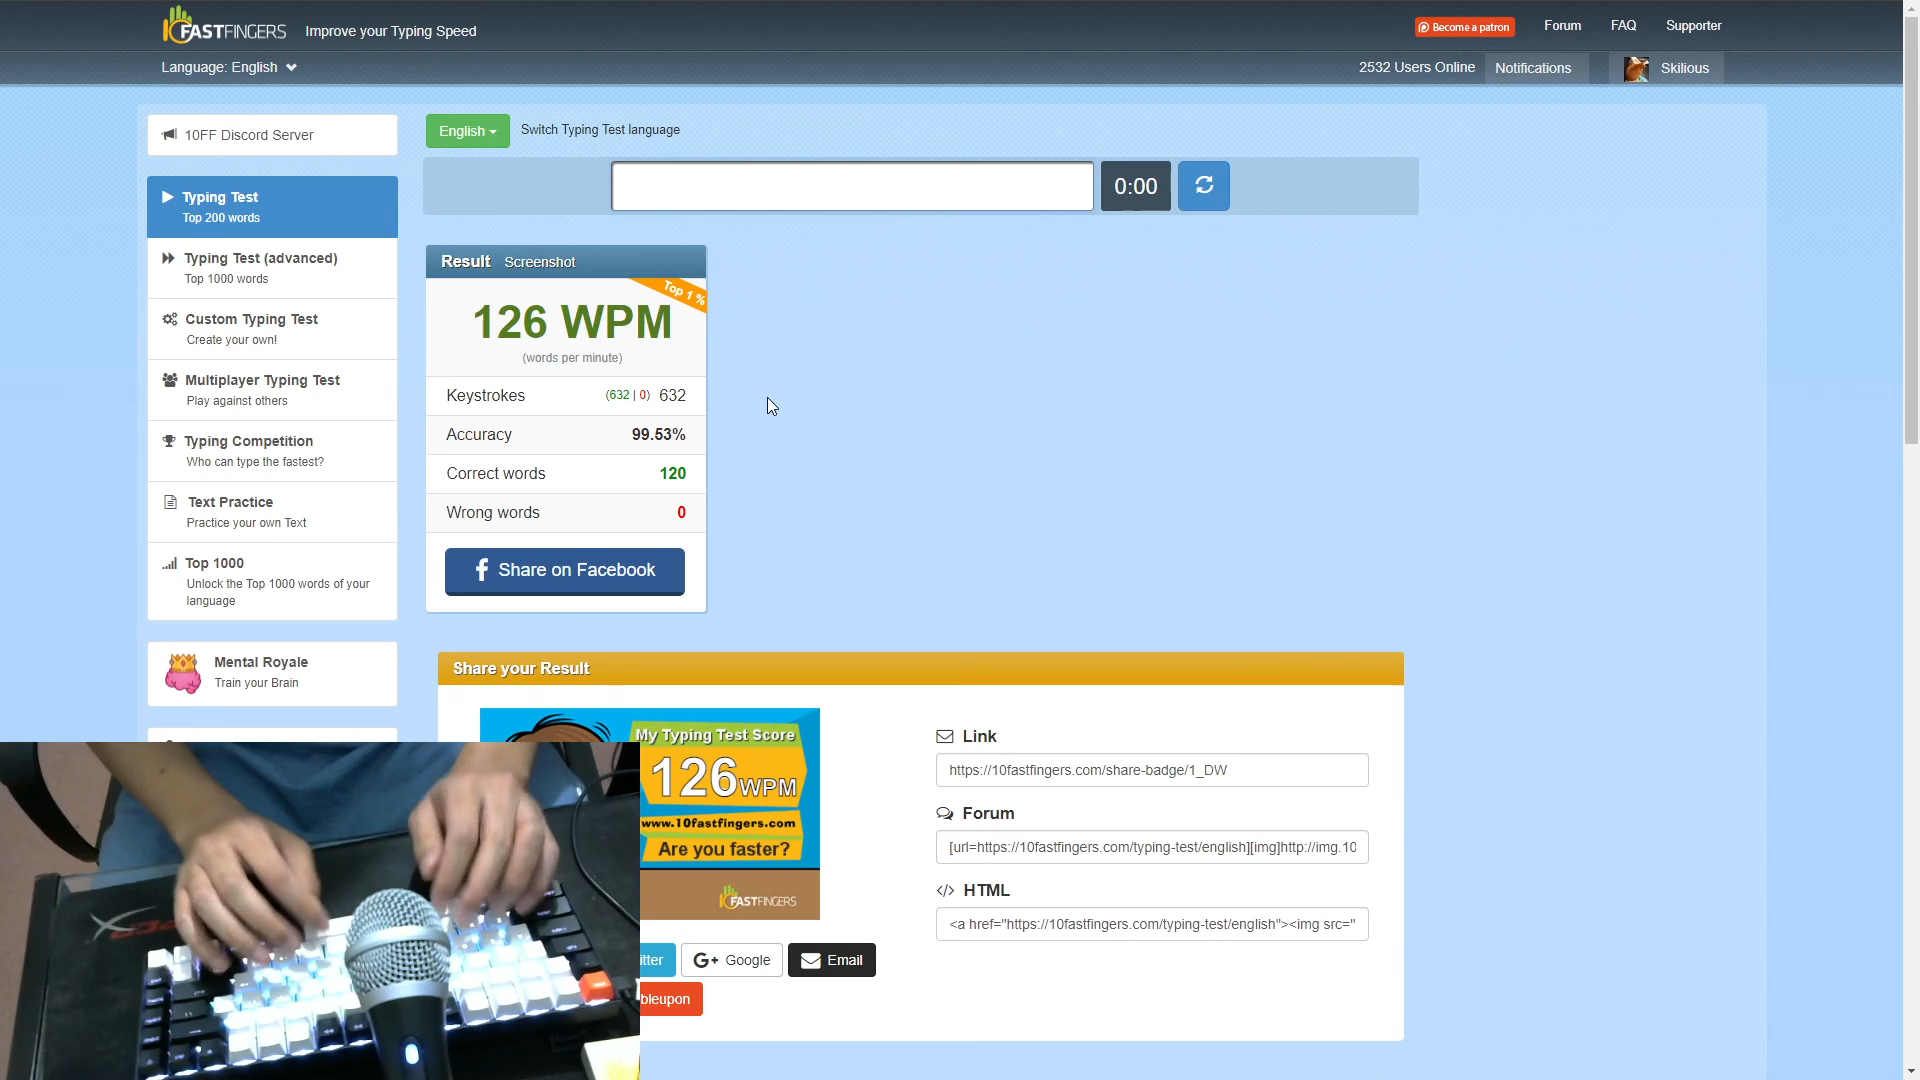 FASTFINGERS
Improve your Typing Speed
Become a patron
Forum
FAQ
Supporter
Language: English
2532 Users Online
Notifications
Skilious
10FF Discord Server
Typing Test
Top 200 words
Typing Test (advanced)
Top 1000 words
Custom Typing Test
Create your own!
Multiplayer Typing Test
Play against others
Typing Competition
Who can type the fastest?
Text Practice
Practice your own Text
Top 1000
Unlock the Top 1000 words of your
language
Mental Royale
Train your Brain
English
Switch Typing Test language
0:00
Result Screenshot
Top 1 %
126 WPM
(words per minute)
Keystrokes (632 | 0) 632
Accuracy 99.53%
Correct words 120
Wrong words 0
Share on Facebook
Share your Result
My Typing Test Score
126 WPM
www.10fastfingers.com
Are you faster?
FASTFINGERS
itter
G+ Google
Email
bleupon
Link
https://10fastfingers.com/share-badge/1_DW
Forum
[url=https://10fastfingers.com/typing-test/english][img]http://img.10
</> HTML
<a href="https://10fastfingers.com/typing-test/english"><img src="